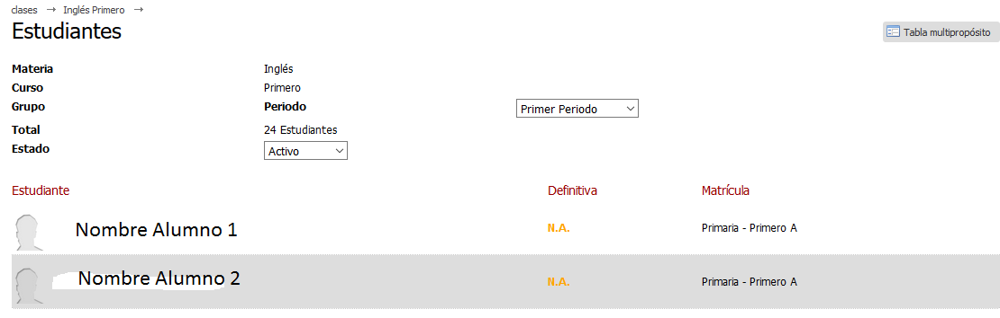 clases → Inglés Primero →
Estudiantes
Tabla multipropósito
Materia Inglés
Curso Primero
Grupo Periodo Primer Periodo
Total 24 Estudiantes
Estado Activo
Estudiante Definitiva Matrícula
Nombre Alumno 1 N.A. Primaria - Primero A
Nombre Alumno 2 N.A. Primaria - Primero A